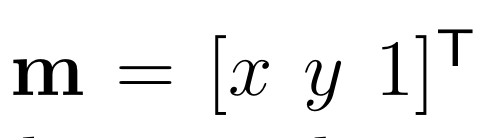 m = [x y 1]ᵀ